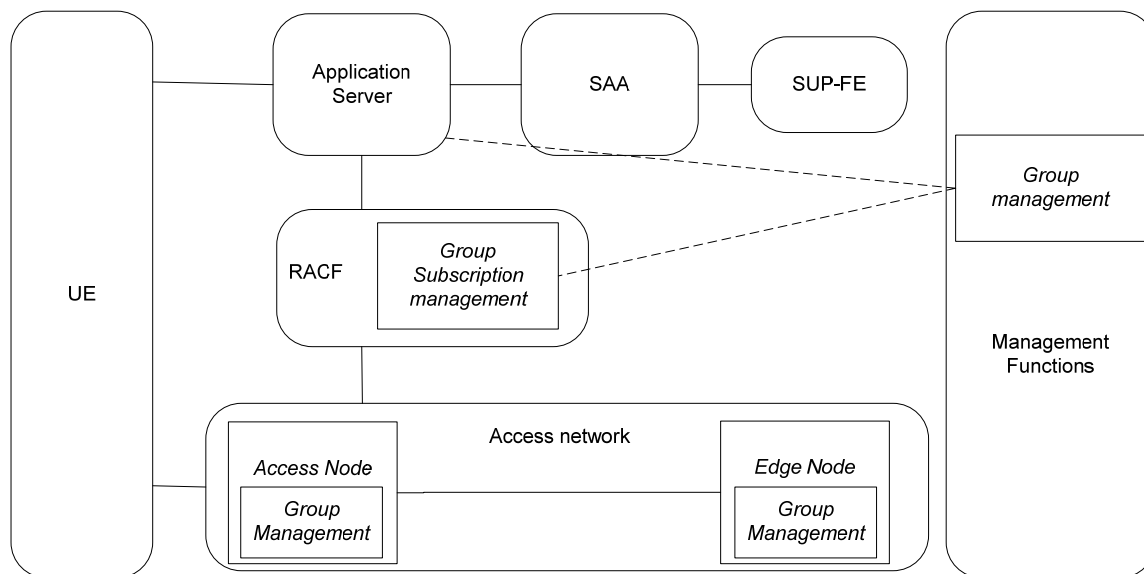 Application
Server
SAA
SUP-FE
Group
management
RACF
Group
Subscription
management
UE
Management
Functions
Access network
Access Node
Group
Management
Edge Node
Group
Management